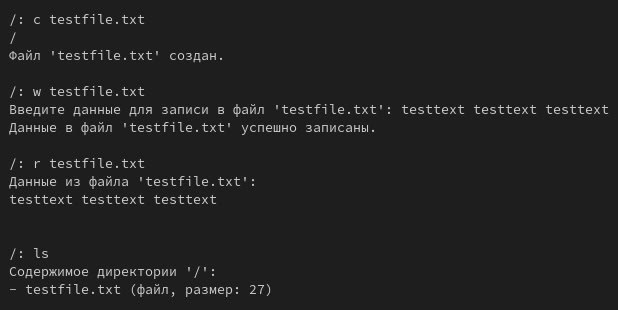 /: c testfile.txt
/
Файл 'testfile.txt' создан.
/: w testfile.txt
Введите данные для записи в файл 'testfile.txt': testtext testtext testtext
Данные в файл 'testfile.txt' успешно записаны.
/: r testfile.txt
Данные из файла 'testfile.txt':
testtext testtext testtext
/: ls
Содержимое директории '/':
- testfile.txt (файл, размер: 27)